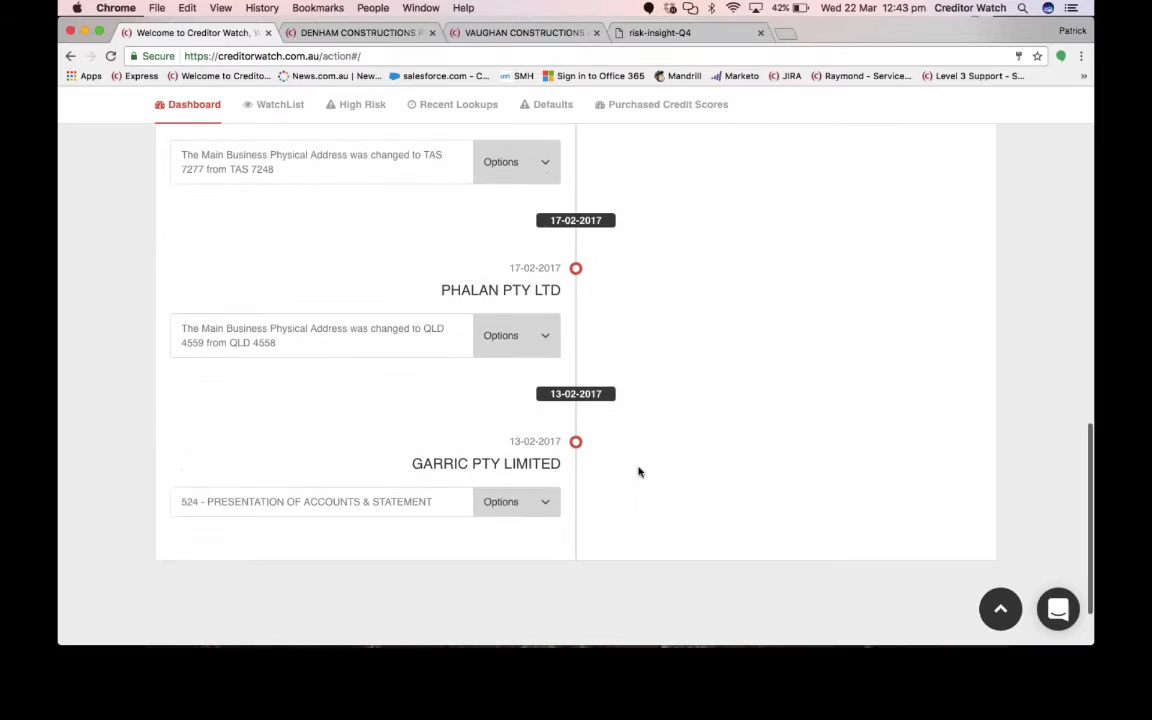 Chrome File Edit View History Bookmarks People Window Help 42% Wed 22 Mar 12:43 pm Creditor Watch
Welcome to Creditor Watch, DENHAM CONSTRUCTIONS VAUGHAN CONSTRUCTIONS risk-insight-Q4 Patrick
Secure https://creditorwatch.com.au/action#/
Apps Express Welcome to Credito... News.com.au | New... salesforce.com - C... SMH Sign in to Office 365 Mandrill Marketo JIRA Raymond - Service... Level 3 Support - S... »
Dashboard WatchList High Risk Recent Lookups Defaults Purchased Credit Scores
The Main Business Physical Address was changed to TAS
7277 from TAS 7248
Options
17-02-2017
17-02-2017
PHALAN PTY LTD
The Main Business Physical Address was changed to QLD
4559 from QLD 4558
Options
13-02-2017
13-02-2017
GARRIC PTY LIMITED
524 - PRESENTATION OF ACCOUNTS & STATEMENT Options